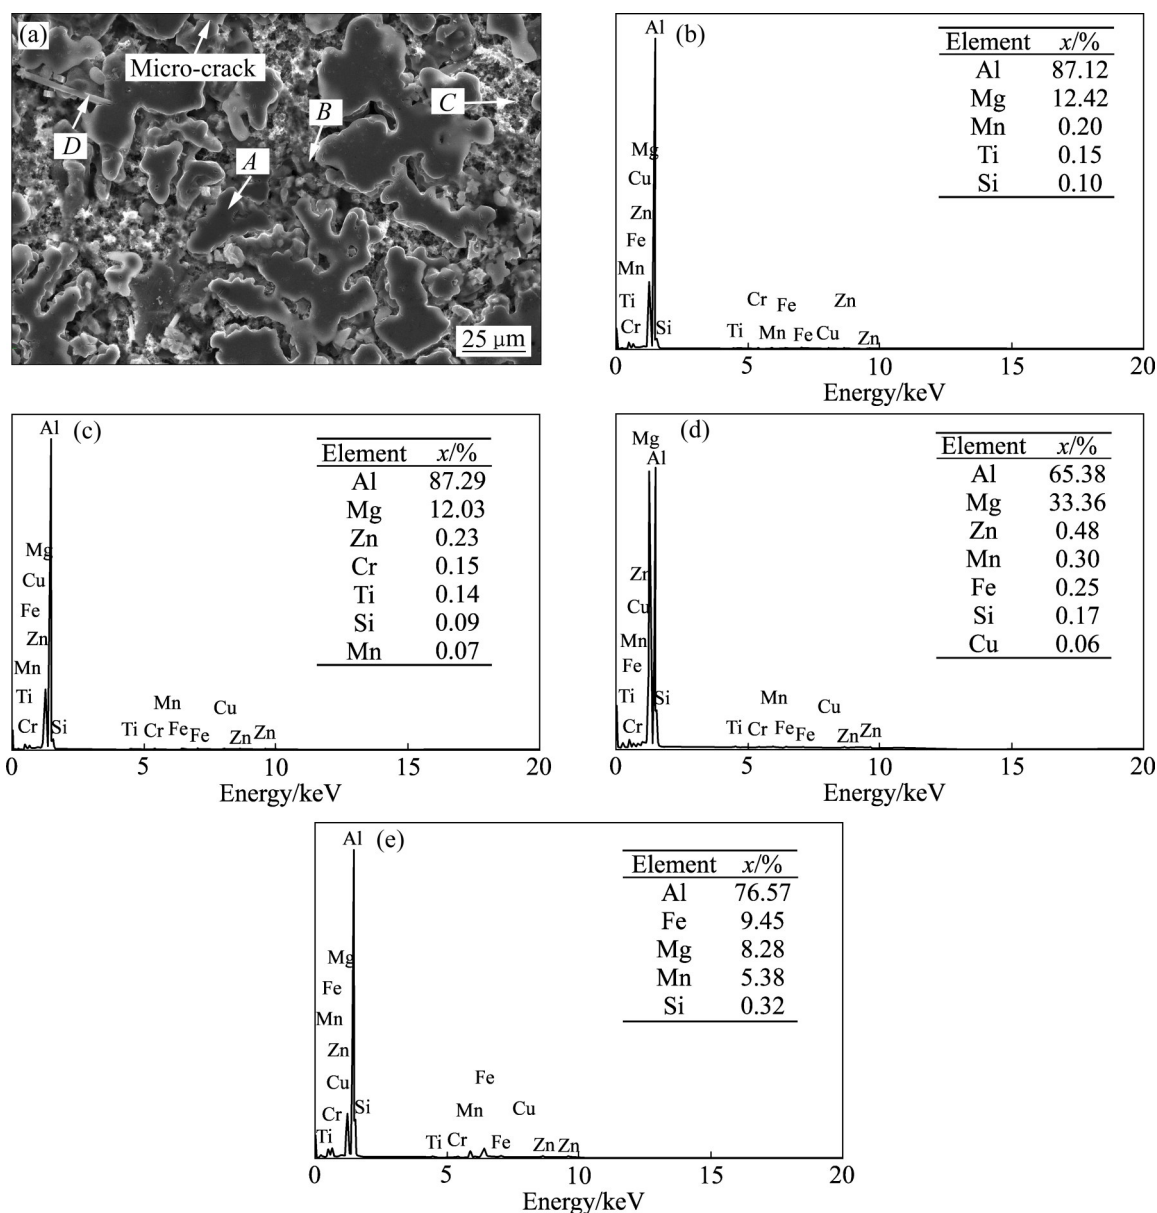 (a)
Micro-crack
D
A
B
C
25 μm
(b)
Al
Mg
Cu
Zn
Fe
Mn
Ti
Cr
Si
Cr
Fe
Zn
Ti
Mn
Fe
Cu
Zn
Element x/%
Al 87.12
Mg 12.42
Mn 0.20
Ti 0.15
Si 0.10
0 5 10 15 20
Energy/keV
(c)
Al
Mg
Cu
Fe
Zn
Mn
Ti
Cr
Si
Mn
Cu
Ti
Cr
Fe
Fe
Zn
Zn
Element x/%
Al 87.29
Mg 12.03
Zn 0.23
Cr 0.15
Ti 0.14
Si 0.09
Mn 0.07
0 5 10 15 20
Energy/keV
(d)
Mg
Al
Zn
Cu
Mn
Fe
Ti
Cr
Si
Mn
Cu
Ti
Cr
Fe
Fe
Zn
Zn
Element x/%
Al 65.38
Mg 33.36
Zn 0.48
Mn 0.30
Fe 0.25
Si 0.17
Cu 0.06
0 5 10 15 20
Energy/keV
(e)
Al
Mg
Fe
Mn
Zn
Cu
Cr
Si
Ti
Fe
Mn
Cu
Ti
Cr
Fe
Zn
Zn
Element x/%
Al 76.57
Fe 9.45
Mg 8.28
Mn 5.38
Si 0.32
0 5 10 15 20
Energy/keV